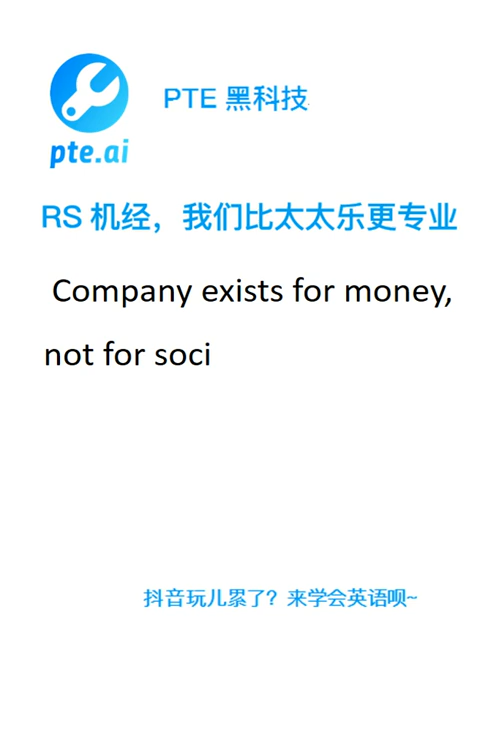 PTE 黑科技
pte.ai
RS 机经，我们比太太乐更专业
Company exists for money,
not for soci
抖音玩儿累了？来学会英语呗~